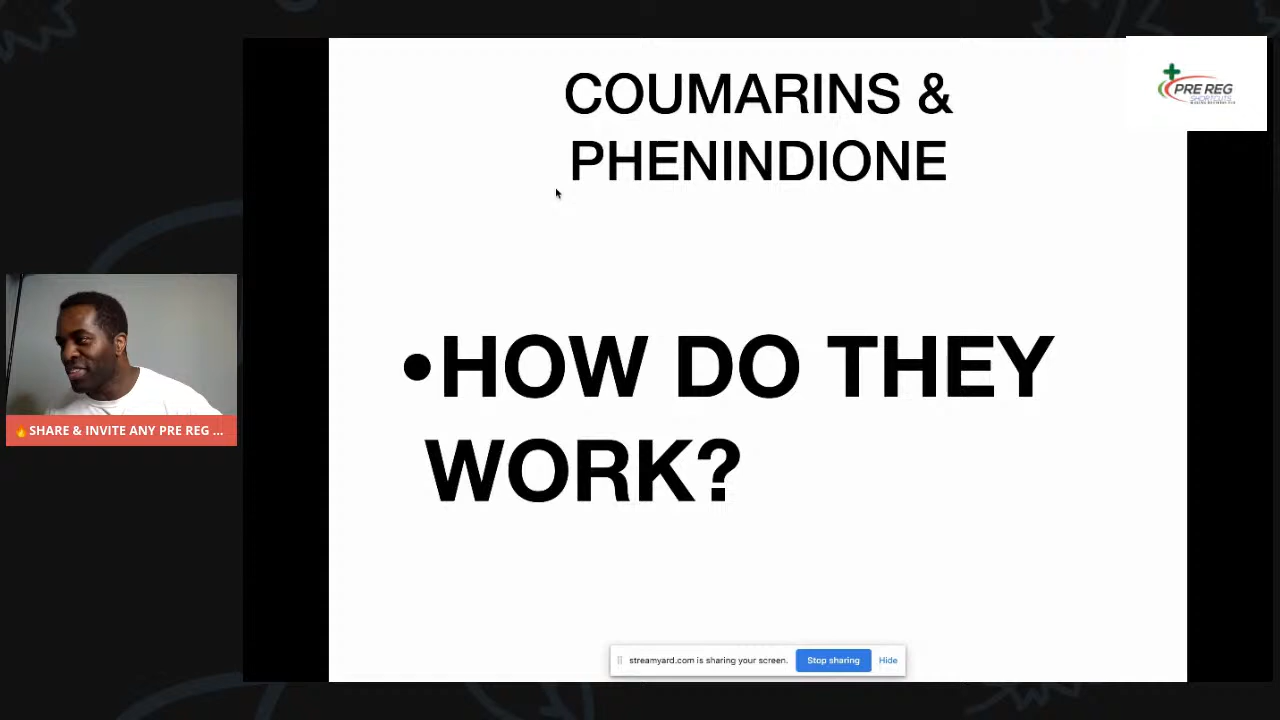 COUMARINS &
PHENINDIONE
PRE REG
SHORTCUTS
•HOW DO THEY
WORK?
🔥SHARE & INVITE ANY PRE REG ...
streamyard.com is sharing your screen.
Stop sharing
Hide